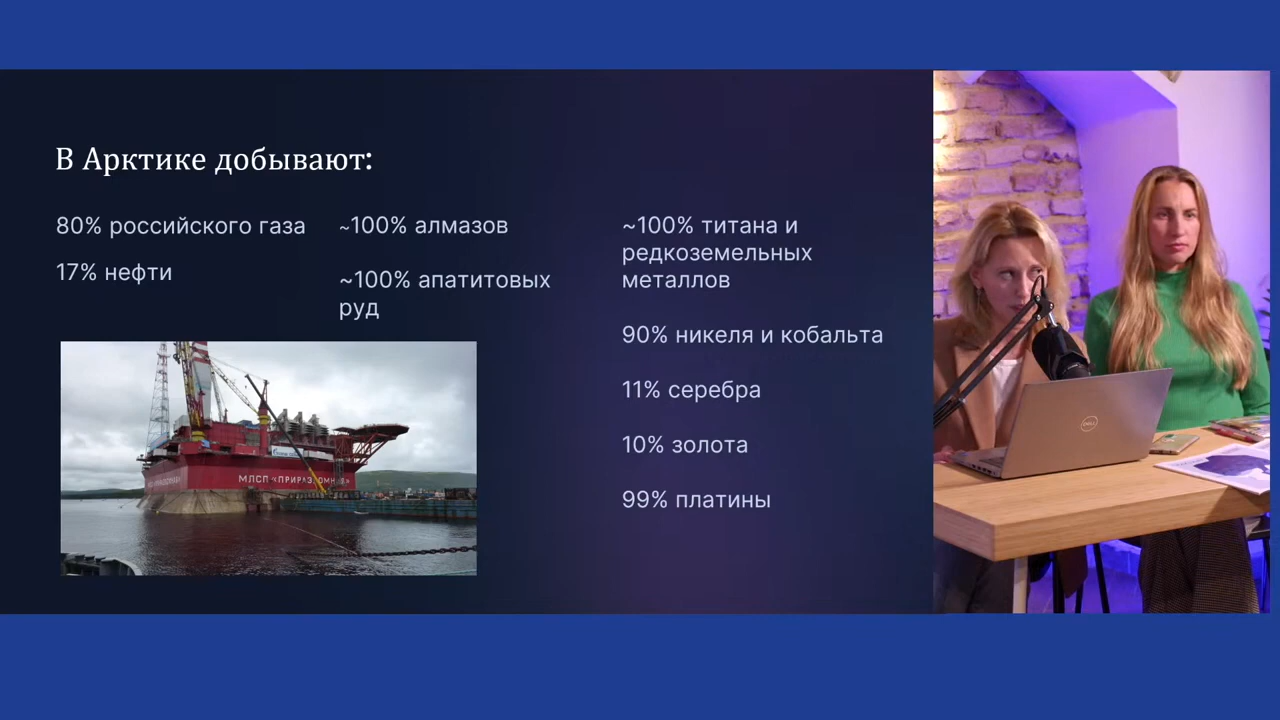 В Арктике добывают:
80% российского газа
17% нефти
~100% алмазов
~100% апатитовых
руд
~100% титана и
редкоземельных
металлов
90% никеля и кобальта
11% серебра
10% золота
99% платины
МЛСП «ПРИРАЗЛОМНАЯ»
DELL